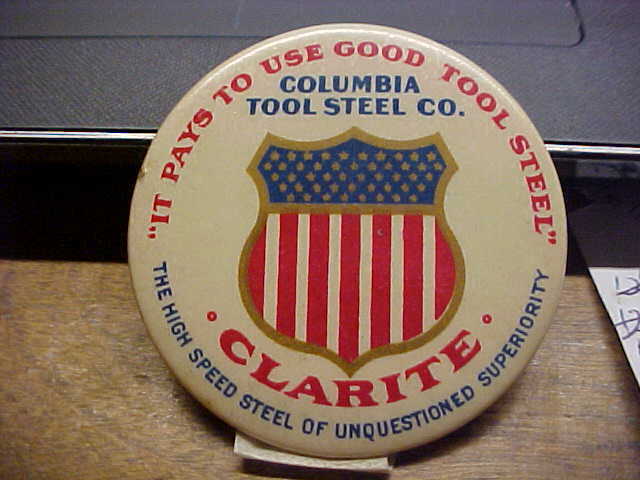 "IT PAYS TO USE GOOD TOOL STEEL"
COLUMBIA
TOOL STEEL CO.
• CLARITE •
THE HIGH SPEED STEEL OF UNQUESTIONED SUPERIORITY